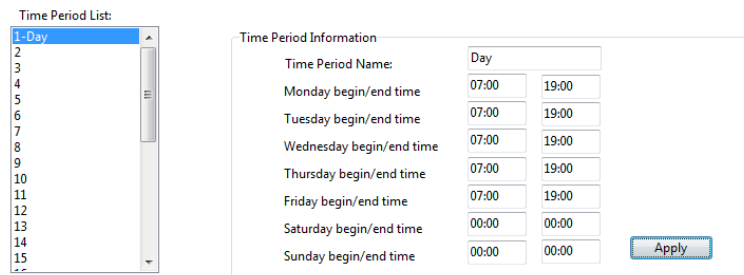 Time Period List:
1-Day
2
3
4
5
6
7
8
9
10
11
12
13
14
15
Time Period Information
Time Period Name: Day
Monday begin/end time 07:00 19:00
Tuesday begin/end time 07:00 19:00
Wednesday begin/end time 07:00 19:00
Thursday begin/end time 07:00 19:00
Friday begin/end time 07:00 19:00
Saturday begin/end time 00:00 00:00
Sunday begin/end time 00:00 00:00
Apply